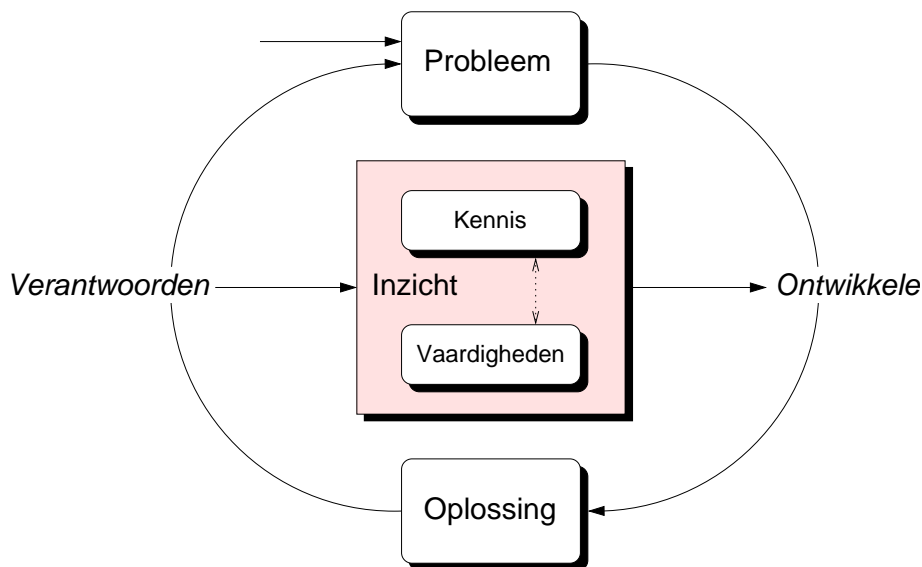 Probleem
Kennis
Verantwoorden
Inzicht
Ontwikkele
Vaardigheden
Oplossing